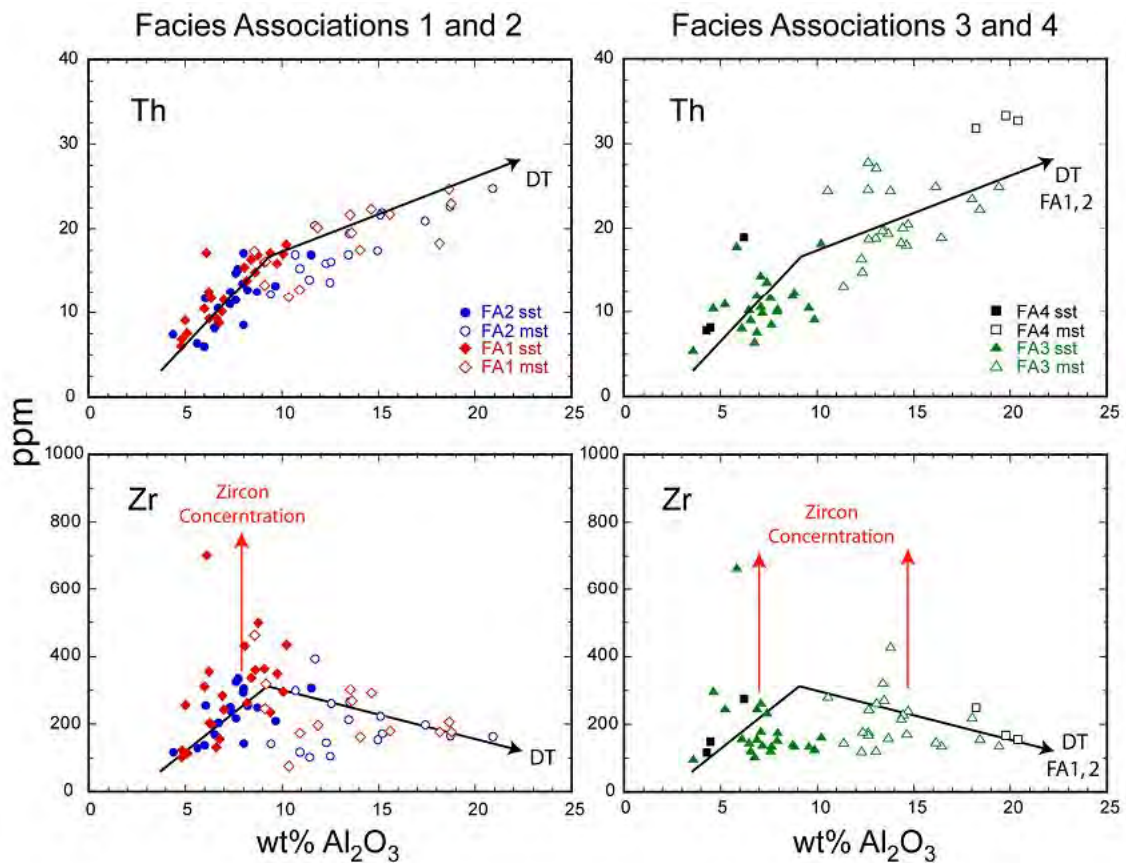 Facies Associations 1 and 2
Facies Associations 3 and 4
40
30
20
10
0
Th
DT
FA2 sst
FA2 mst
FA1 sst
FA1 mst
0 5 10 15 20 25
40
30
20
10
0
Th
DT
FA1, 2
FA4 sst
FA4 mst
FA3 sst
FA3 mst
0 5 10 15 20 25
ppm
1000
800
600
400
200
0
Zr
Zircon
Concerntration
DT
0 5 10 15 20 25
wt% Al₂O₃
1000
800
600
400
200
0
Zr
Zircon
Concerntration
DT
FA1, 2
0 5 10 15 20 25
wt% Al₂O₃